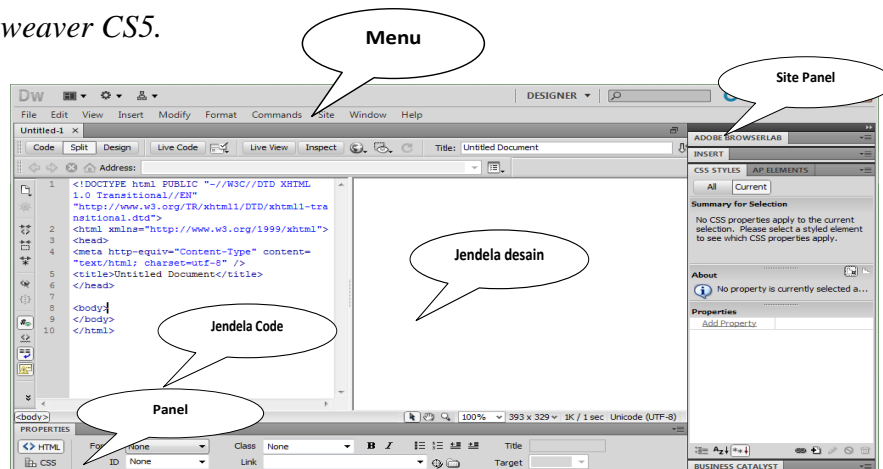 weaver CS5.
Menu
Site Panel
Dw DESIGNER
File Edit View Insert Modify Format Commands Site Window Help
Untitled-1 ×
Code Split Design Live Code Live View Inspect Title: Untitled Document
Address:
ADOBE BROWSERLAB
INSERT
CSS STYLES AP ELEMENTS
All Current
Summary for Selection
No CSS properties apply to the current
selection. Please select a styled element
to see which CSS properties apply.
About
No property is currently selected a...
Properties
Add Property
1 <!DOCTYPE html PUBLIC "-//W3C//DTD XHTML
1.0 Transitional//EN"
"http://www.w3.org/TR/xhtml1/DTD/xhtml1-tra
nsitional.dtd">
2 <html xmlns="http://www.w3.org/1999/xhtml">
3 <head>
4 <meta http-equiv="Content-Type" content=
"text/html; charset=utf-8" />
5 <title>Untitled Document</title>
6 </head>
7
8 <body>
9 </body>
10 </html>
Jendela desain
Jendela Code
Panel
<body> 100% 393 x 329 1K / 1 sec Unicode (UTF-8)
PROPERTIES
<> HTML None Class None B I Title
CSS ID None Link Target
BUSINESS CATALYST